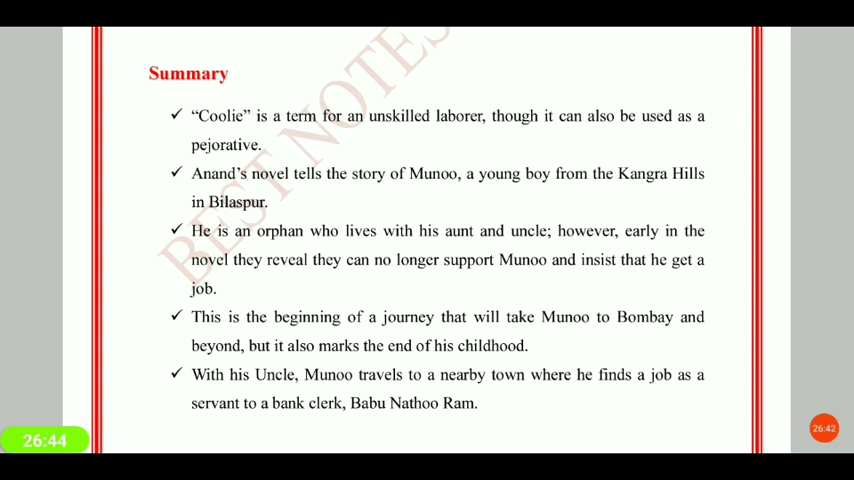 Summary
✓ “Coolie” is a term for an unskilled laborer, though it can also be used as a
pejorative.
✓ Anand’s novel tells the story of Munoo, a young boy from the Kangra Hills
in Bilaspur.
✓ He is an orphan who lives with his aunt and uncle; however, early in the
novel they reveal they can no longer support Munoo and insist that he get a
job.
✓ This is the beginning of a journey that will take Munoo to Bombay and
beyond, but it also marks the end of his childhood.
✓ With his Uncle, Munoo travels to a nearby town where he finds a job as a
servant to a bank clerk, Babu Nathoo Ram.
BEST NOTES
26:44
26:42